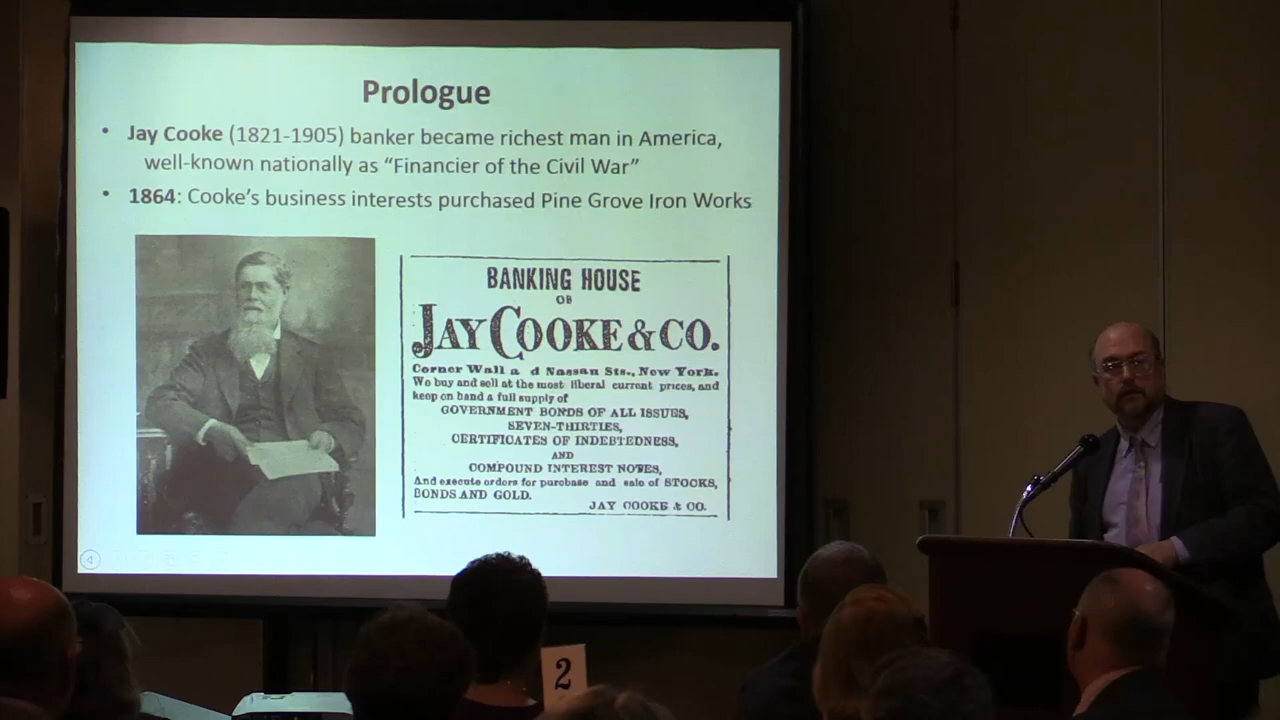 Prologue
• Jay Cooke (1821-1905) banker became richest man in America,
well-known nationally as “Financier of the Civil War”
• 1864: Cooke’s business interests purchased Pine Grove Iron Works
BANKING HOUSE
OF
JAY COOKE & CO.
Corner Wall a d Nassau Sts., New York.
We buy and sell at the most liberal current prices, and
keep on hand a full supply of
GOVERNMENT BONDS OF ALL ISSUES,
SEVEN-THIRTIES,
CERTIFICATES OF INDEBTEDNESS,
AND
COMPOUND INTEREST NOTES,
And execute orders for purchase and sale of STOCKS,
BONDS AND GOLD.
JAY COOKE & CO.
2